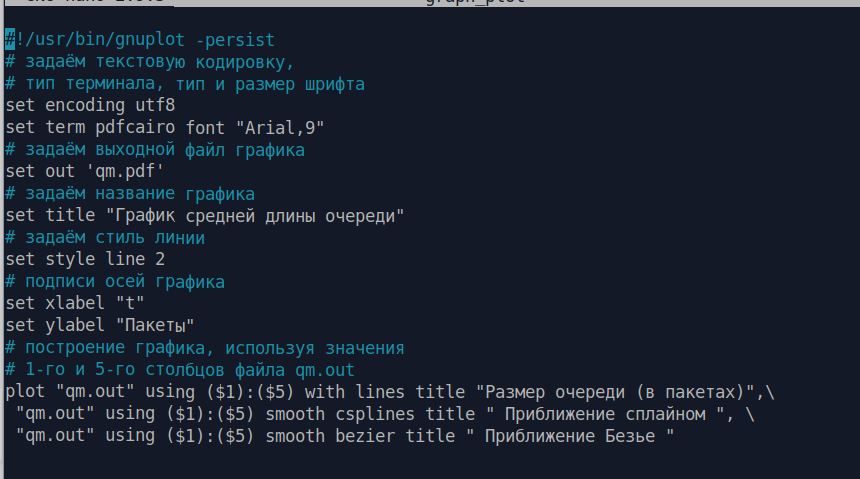 graph_plot
#!/usr/bin/gnuplot -persist
# задаём текстовую кодировку,
# тип терминала, тип и размер шрифта
set encoding utf8
set term pdfcairo font "Arial,9"
# задаём выходной файл графика
set out 'qm.pdf'
# задаём название графика
set title "График средней длины очереди"
# задаём стиль линии
set style line 2
# подписи осей графика
set xlabel "t"
set ylabel "Пакеты"
# построение графика, используя значения
# 1-го и 5-го столбцов файла qm.out
plot "qm.out" using ($1):($5) with lines title "Размер очереди (в пакетах)",\
"qm.out" using ($1):($5) smooth csplines title " Приближение сплайном ", \
"qm.out" using ($1):($5) smooth bezier title " Приближение Безье "